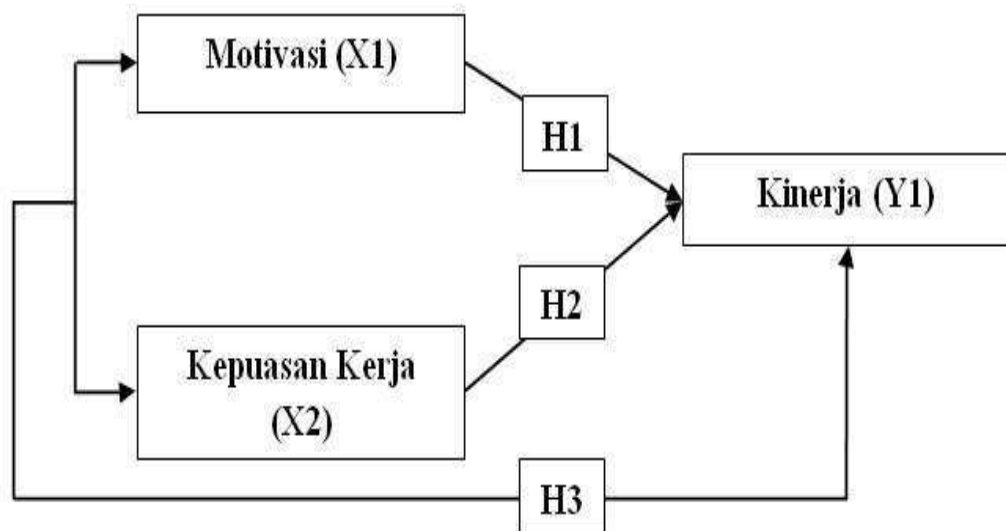 Motivasi (X1)
H1
Kinerja (Y1)
H2
Kepuasan Kerja
(X2)
H3